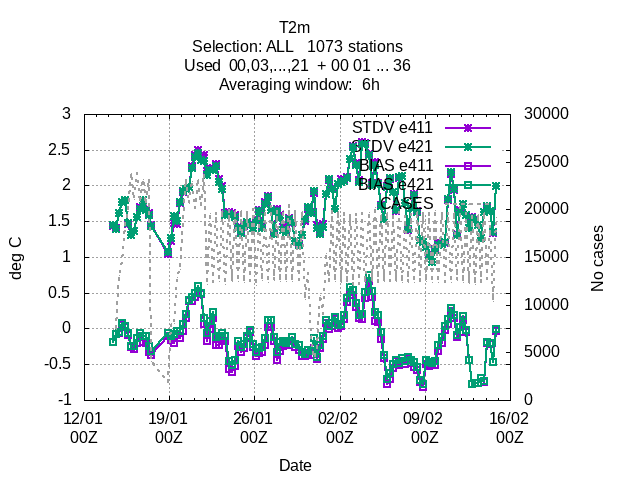 T2m
Selection: ALL   1073 stations
Used  00,03,...,21  + 00 01 ... 36
Averaging window:  6h
deg C
3
2.5
2
1.5
1
0.5
0
-0.5
-1
STDV e411
STDV e421
BIAS e411
BIAS e421
CASES
30000
25000
20000
15000
10000
5000
0
No cases
12/01 19/01 26/01 02/02 09/02 16/02
00Z 00Z 00Z 00Z 00Z 00Z
Date